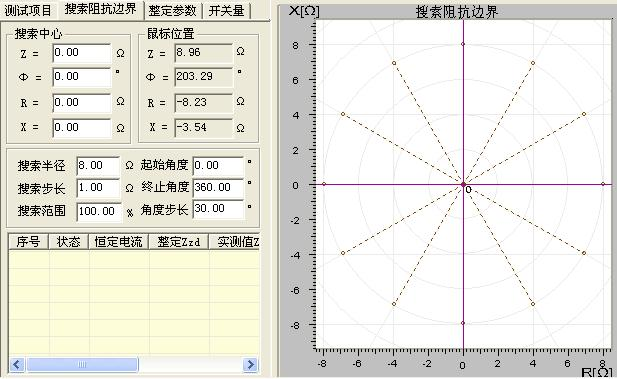 测试项目 搜索阻抗边界 整定参数 开关量
搜索中心 鼠标位置
Z = 0.00 Ω Z = 8.96 Ω
Φ = 0.00 ° Φ = 203.29 °
R = 0.00 Ω R = -8.23 Ω
X = 0.00 Ω X = -3.54 Ω
搜索半径 8.00 Ω 起始角度 0.00 °
搜索步长 1.00 Ω 终止角度 360.00 °
搜索范围 100.00 % 角度步长 30.00 °
序号 状态 恒定电流 整定Zzd 实测值Z
X[Ω] 搜索阻抗边界
8
6
4
2
0
0
-2
-4
-6
-8
-8 -6 -4 -2 0 2 4 6 8
R[Ω]